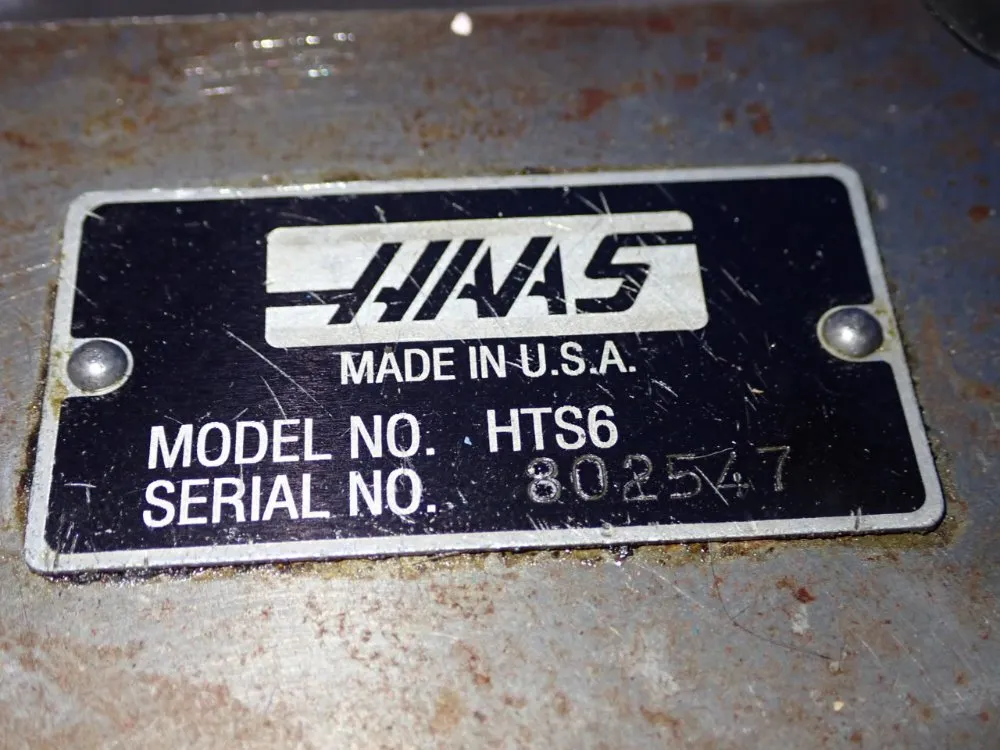 HAAS
MADE IN U.S.A.
MODEL NO. HTS6
SERIAL NO. 802547